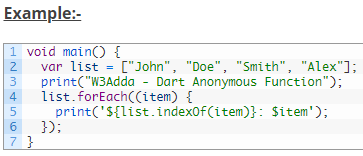 Example:-
1 void main() {
2   var list = ["John", "Doe", "Smith", "Alex"];
3   print("W3Adda - Dart Anonymous Function");
4   list.forEach((item) {
5     print('${list.indexOf(item)}: $item');
6   });
7 }